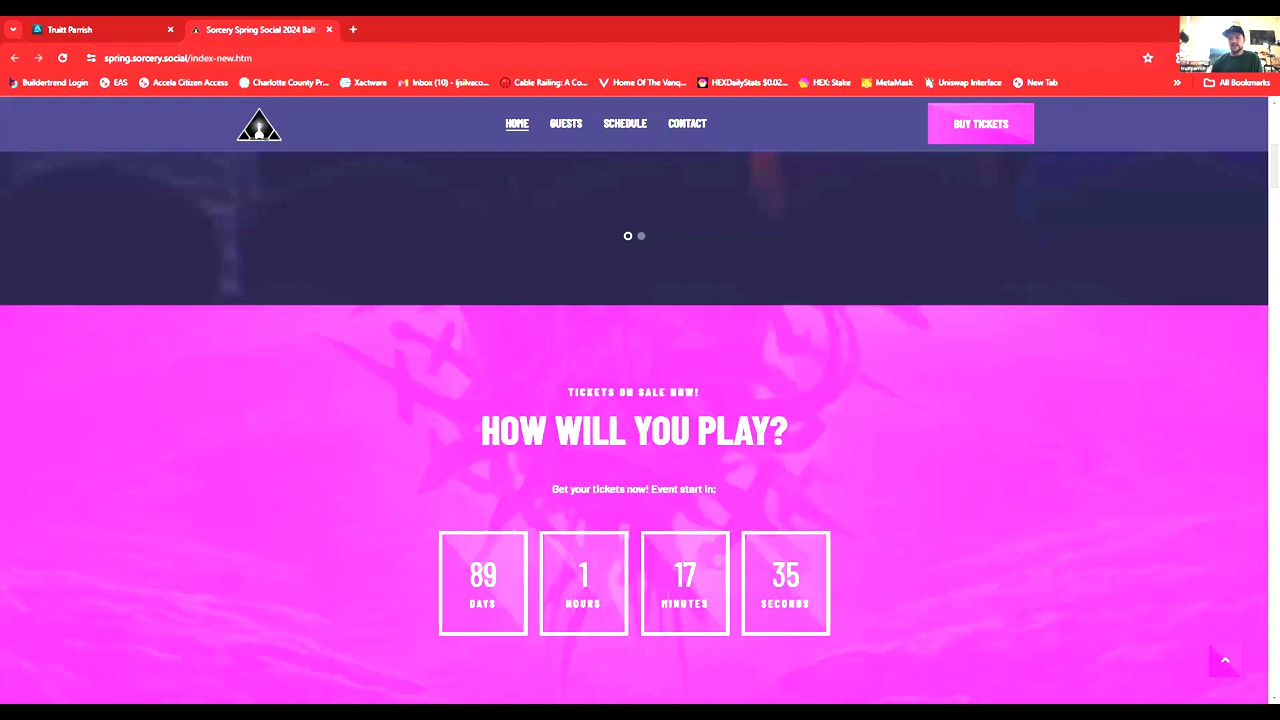 Truitt Parrish
Sorcery Spring Social 2024 Balt
spring.sorcery.social/index-new.htm
Buildertrend Login EAS Accela Citizen Access Charlotte County Pr... Xactware Inbox (10) - ljsilvaco... Cable Railing: A Co... Home Of The Vanq... HEXDailyStats $0.02... HEX: Stake MetaMask Uniswap Interface New Tab » All Bookmarks
HOME GUESTS SCHEDULE CONTACT BUY TICKETS
TICKETS ON SALE NOW!
HOW WILL YOU PLAY?
Get your tickets now! Event start in;
89 1 17 35
DAYS HOURS MINUTES SECONDS